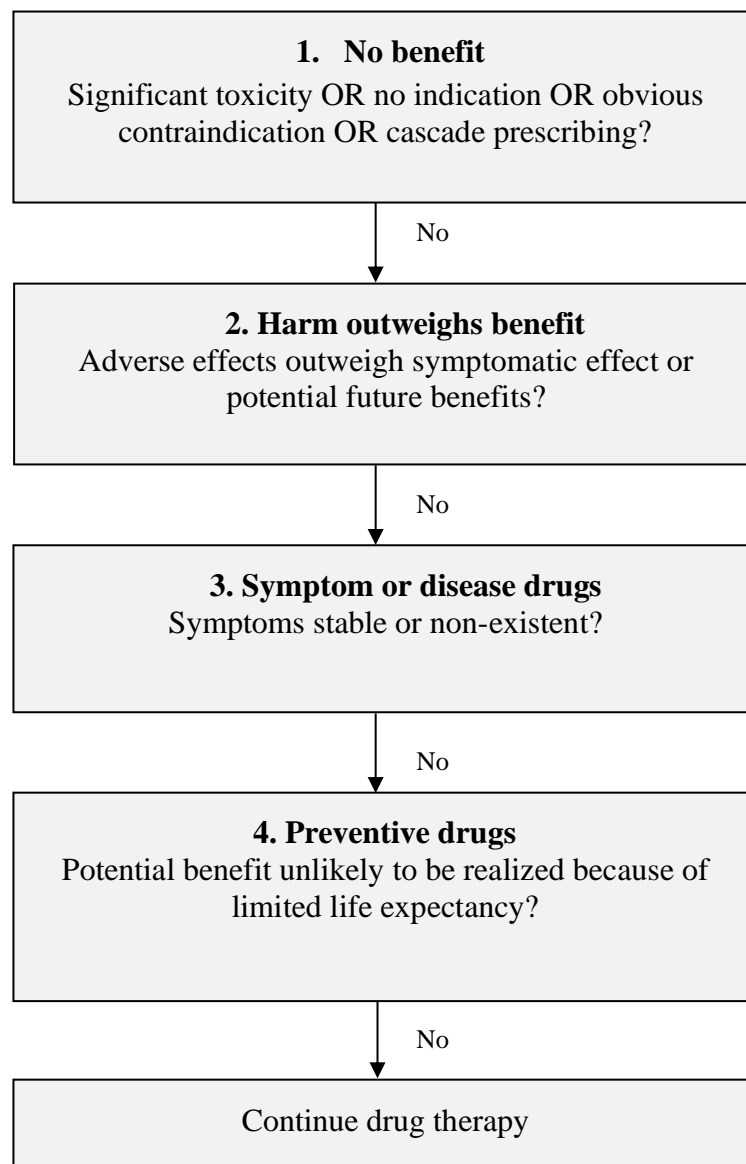 1. No benefit
Significant toxicity OR no indication OR obvious
contraindication OR cascade prescribing?
No
2. Harm outweighs benefit
Adverse effects outweigh symptomatic effect or
potential future benefits?
No
3. Symptom or disease drugs
Symptoms stable or non-existent?
No
4. Preventive drugs
Potential benefit unlikely to be realized because of
limited life expectancy?
No
Continue drug therapy